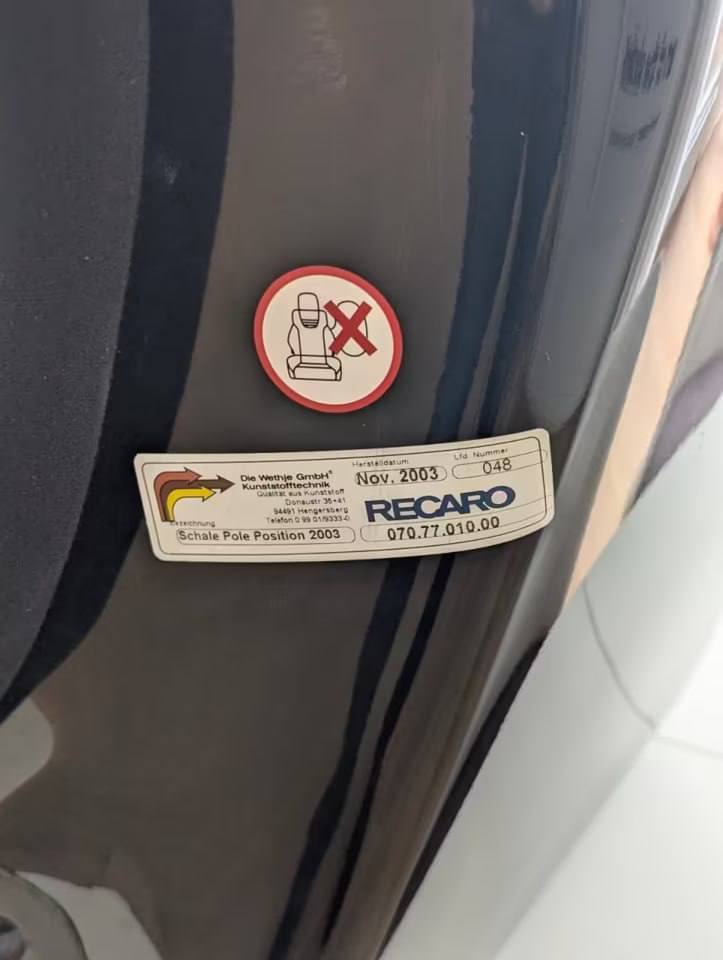 Die Wethje GmbH®
Kunststofftechnik
Qualität aus Kunststoff
Donaustr 35+41
94491 Hengersberg
Telefon 0 99 01/9333-0
Herstelldatum
Nov. 2003
Lfd. Nummer
048
RECARO
Bezeichnung
Schale Pole Position 2003
070.77.010.00